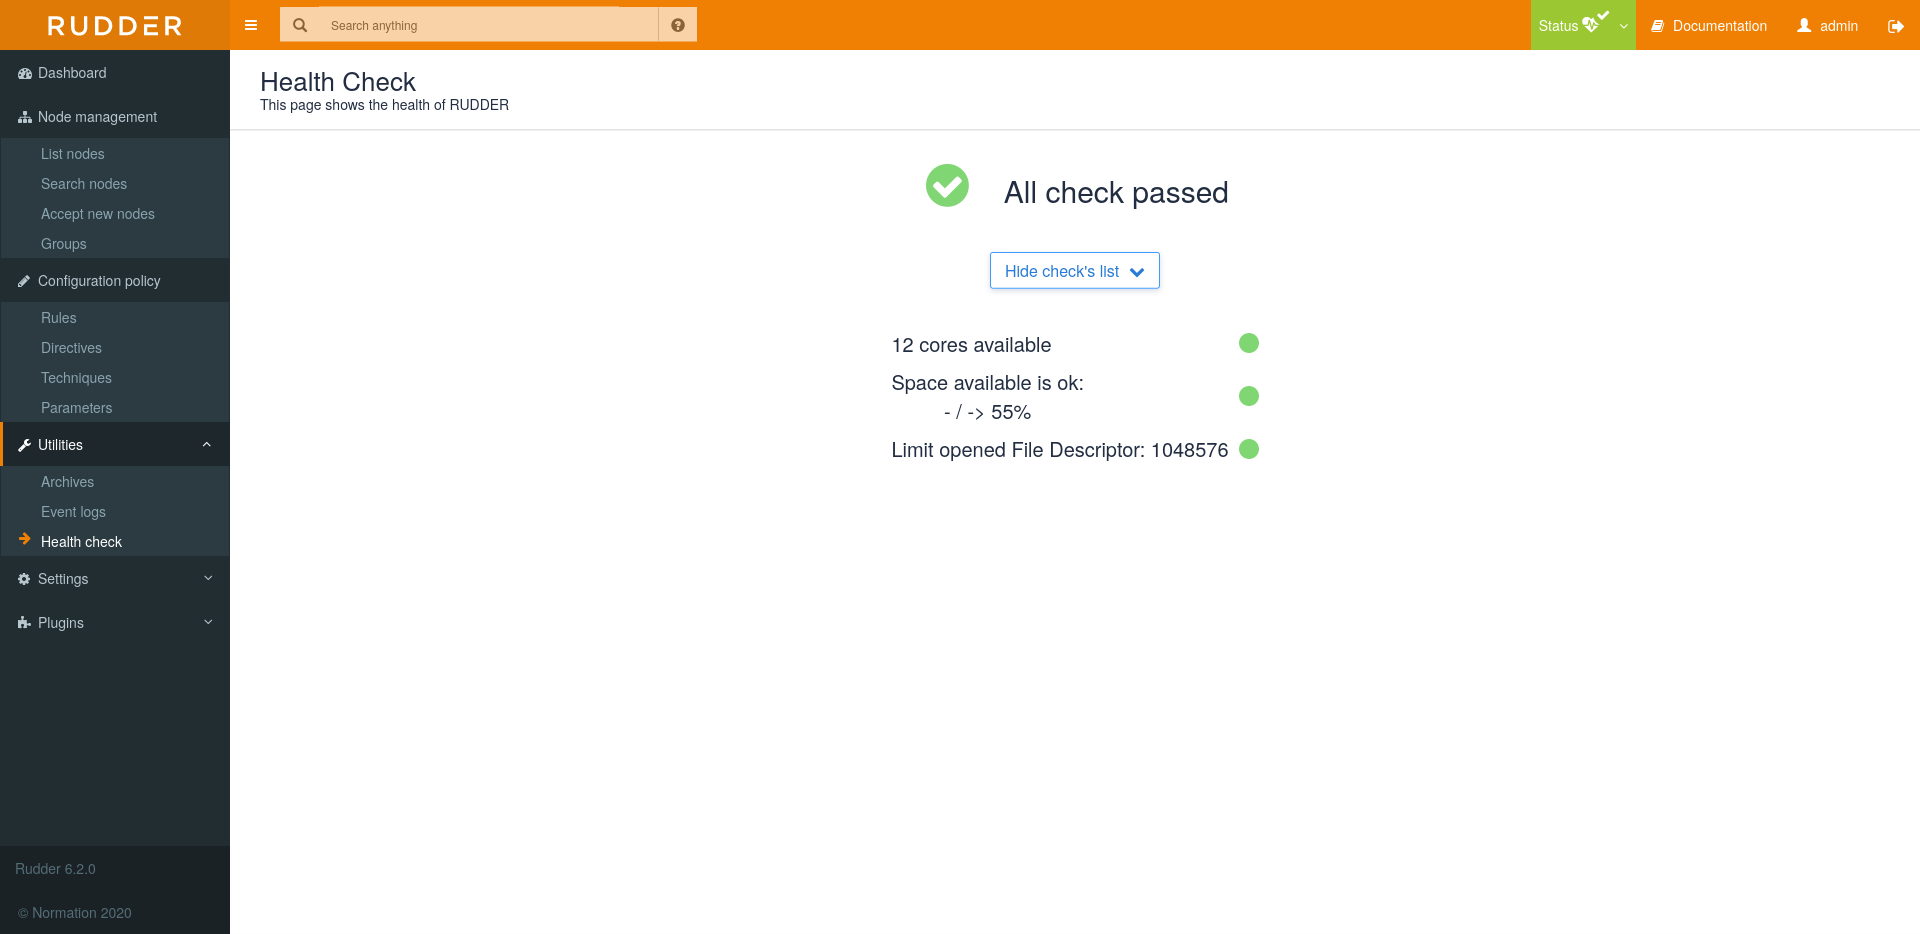 RUDDER
Search anything
Status
Documentation
admin
Dashboard
Node management
List nodes
Search nodes
Accept new nodes
Groups
Configuration policy
Rules
Directives
Techniques
Parameters
Utilities
Archives
Event logs
Health check
Settings
Plugins
Rudder 6.2.0
© Normation 2020
Health Check
This page shows the health of RUDDER
All check passed
Hide check's list
12 cores available
Space available is ok:
- / -> 55%
Limit opened File Descriptor: 1048576